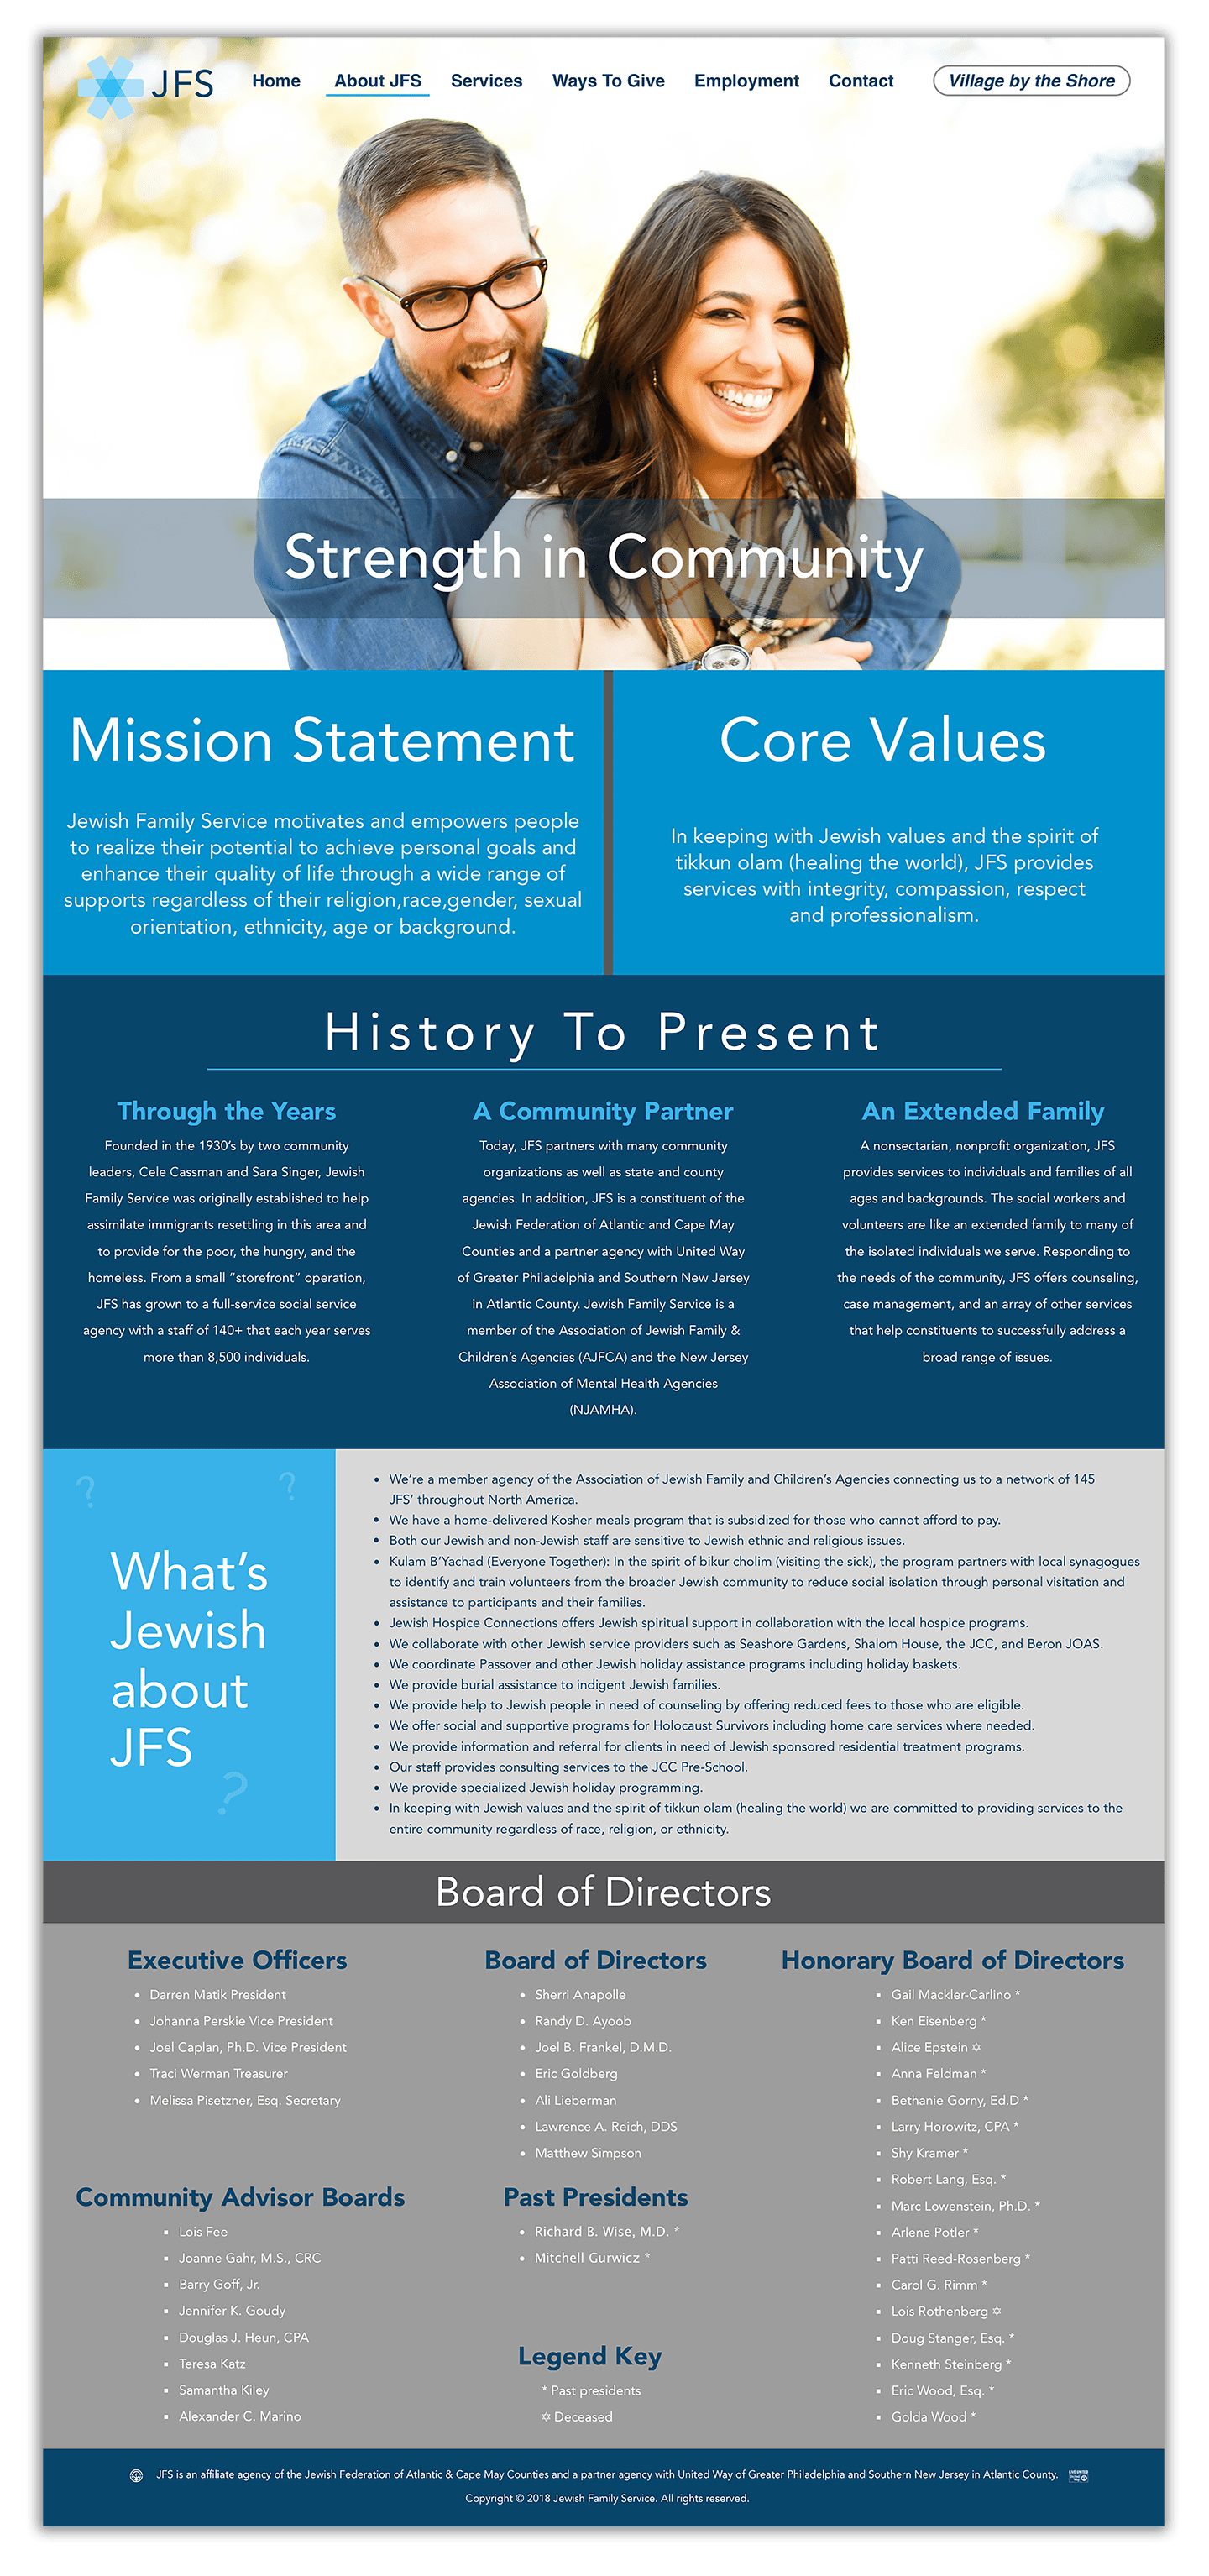 JFS
Home
About JFS
Services
Ways To Give
Employment
Contact
Village by the Shore
Strength in Community
Mission Statement
Jewish Family Service motivates and empowers people
to realize their potential to achieve personal goals and
enhance their quality of life through a wide range of
supports regardless of their religion,race,gender, sexual
orientation, ethnicity, age or background.
Core Values
In keeping with Jewish values and the spirit of
tikkun olam (healing the world), JFS provides
services with integrity, compassion, respect
and professionalism.
History To Present
Through the Years
Founded in the 1930’s by two community
leaders, Cele Cassman and Sara Singer, Jewish
Family Service was originally established to help
assimilate immigrants resettling in this area and
to provide for the poor, the hungry, and the
homeless. From a small “storefront” operation,
JFS has grown to a full-service social service
agency with a staff of 140+ that each year serves
more than 8,500 individuals.
A Community Partner
Today, JFS partners with many community
organizations as well as state and county
agencies. In addition, JFS is a constituent of the
Jewish Federation of Atlantic and Cape May
Counties and a partner agency with United Way
of Greater Philadelphia and Southern New Jersey
in Atlantic County. Jewish Family Service is a
member of the Association of Jewish Family &
Children’s Agencies (AJFCA) and the New Jersey
Association of Mental Health Agencies
(NJAMHA).
An Extended Family
A nonsectarian, nonprofit organization, JFS
provides services to individuals and families of all
ages and backgrounds. The social workers and
volunteers are like an extended family to many of
the isolated individuals we serve. Responding to
the needs of the community, JFS offers counseling,
case management, and an array of other services
that help constituents to successfully address a
broad range of issues.
? ?
What’s
Jewish
about
JFS
?
• We’re a member agency of the Association of Jewish Family and Children’s Agencies connecting us to a network of 145
JFS’ throughout North America.
• We have a home-delivered Kosher meals program that is subsidized for those who cannot afford to pay.
• Both our Jewish and non-Jewish staff are sensitive to Jewish ethnic and religious issues.
• Kulam B’Yachad (Everyone Together): In the spirit of bikur cholim (visiting the sick), the program partners with local synagogues
to identify and train volunteers from the broader Jewish community to reduce social isolation through personal visitation and
assistance to participants and their families.
• Jewish Hospice Connections offers Jewish spiritual support in collaboration with the local hospice programs.
• We collaborate with other Jewish service providers such as Seashore Gardens, Shalom House, the JCC, and Beron JOAS.
• We coordinate Passover and other Jewish holiday assistance programs including holiday baskets.
• We provide burial assistance to indigent Jewish families.
• We provide help to Jewish people in need of counseling by offering reduced fees to those who are eligible.
• We offer social and supportive programs for Holocaust Survivors including home care services where needed.
• We provide information and referral for clients in need of Jewish sponsored residential treatment programs.
• Our staff provides consulting services to the JCC Pre-School.
• We provide specialized Jewish holiday programming.
• In keeping with Jewish values and the spirit of tikkun olam (healing the world) we are committed to providing services to the
entire community regardless of race, religion, or ethnicity.
Board of Directors
Executive Officers
• Darren Matik President
• Johanna Perskie Vice President
• Joel Caplan, Ph.D. Vice President
• Traci Werman Treasurer
• Melissa Pisetzner, Esq. Secretary
Community Advisor Boards
▪ Lois Fee
▪ Joanne Gahr, M.S., CRC
▪ Barry Goff, Jr.
▪ Jennifer K. Goudy
▪ Douglas J. Heun, CPA
▪ Teresa Katz
▪ Samantha Kiley
▪ Alexander C. Marino
Board of Directors
• Sherri Anapolle
• Randy D. Ayoob
• Joel B. Frankel, D.M.D.
• Eric Goldberg
• Ali Lieberman
• Lawrence A. Reich, DDS
• Matthew Simpson
Past Presidents
• Richard B. Wise, M.D. *
• Mitchell Gurwicz *
Legend Key
* Past presidents
✡ Deceased
Honorary Board of Directors
▪ Gail Mackler-Carlino *
▪ Ken Eisenberg *
▪ Alice Epstein ✡
▪ Anna Feldman *
▪ Bethanie Gorny, Ed.D *
▪ Larry Horowitz, CPA *
▪ Shy Kramer *
▪ Robert Lang, Esq. *
▪ Marc Lowenstein, Ph.D. *
▪ Arlene Potler *
▪ Patti Reed-Rosenberg *
▪ Carol G. Rimm *
▪ Lois Rothenberg ✡
▪ Doug Stanger, Esq. *
▪ Kenneth Steinberg *
▪ Eric Wood, Esq. *
▪ Golda Wood *
JFS is an affiliate agency of the Jewish Federation of Atlantic & Cape May Counties and a partner agency with United Way of Greater Philadelphia and Southern New Jersey in Atlantic County.
Copyright © 2018 Jewish Family Service. All rights reserved.